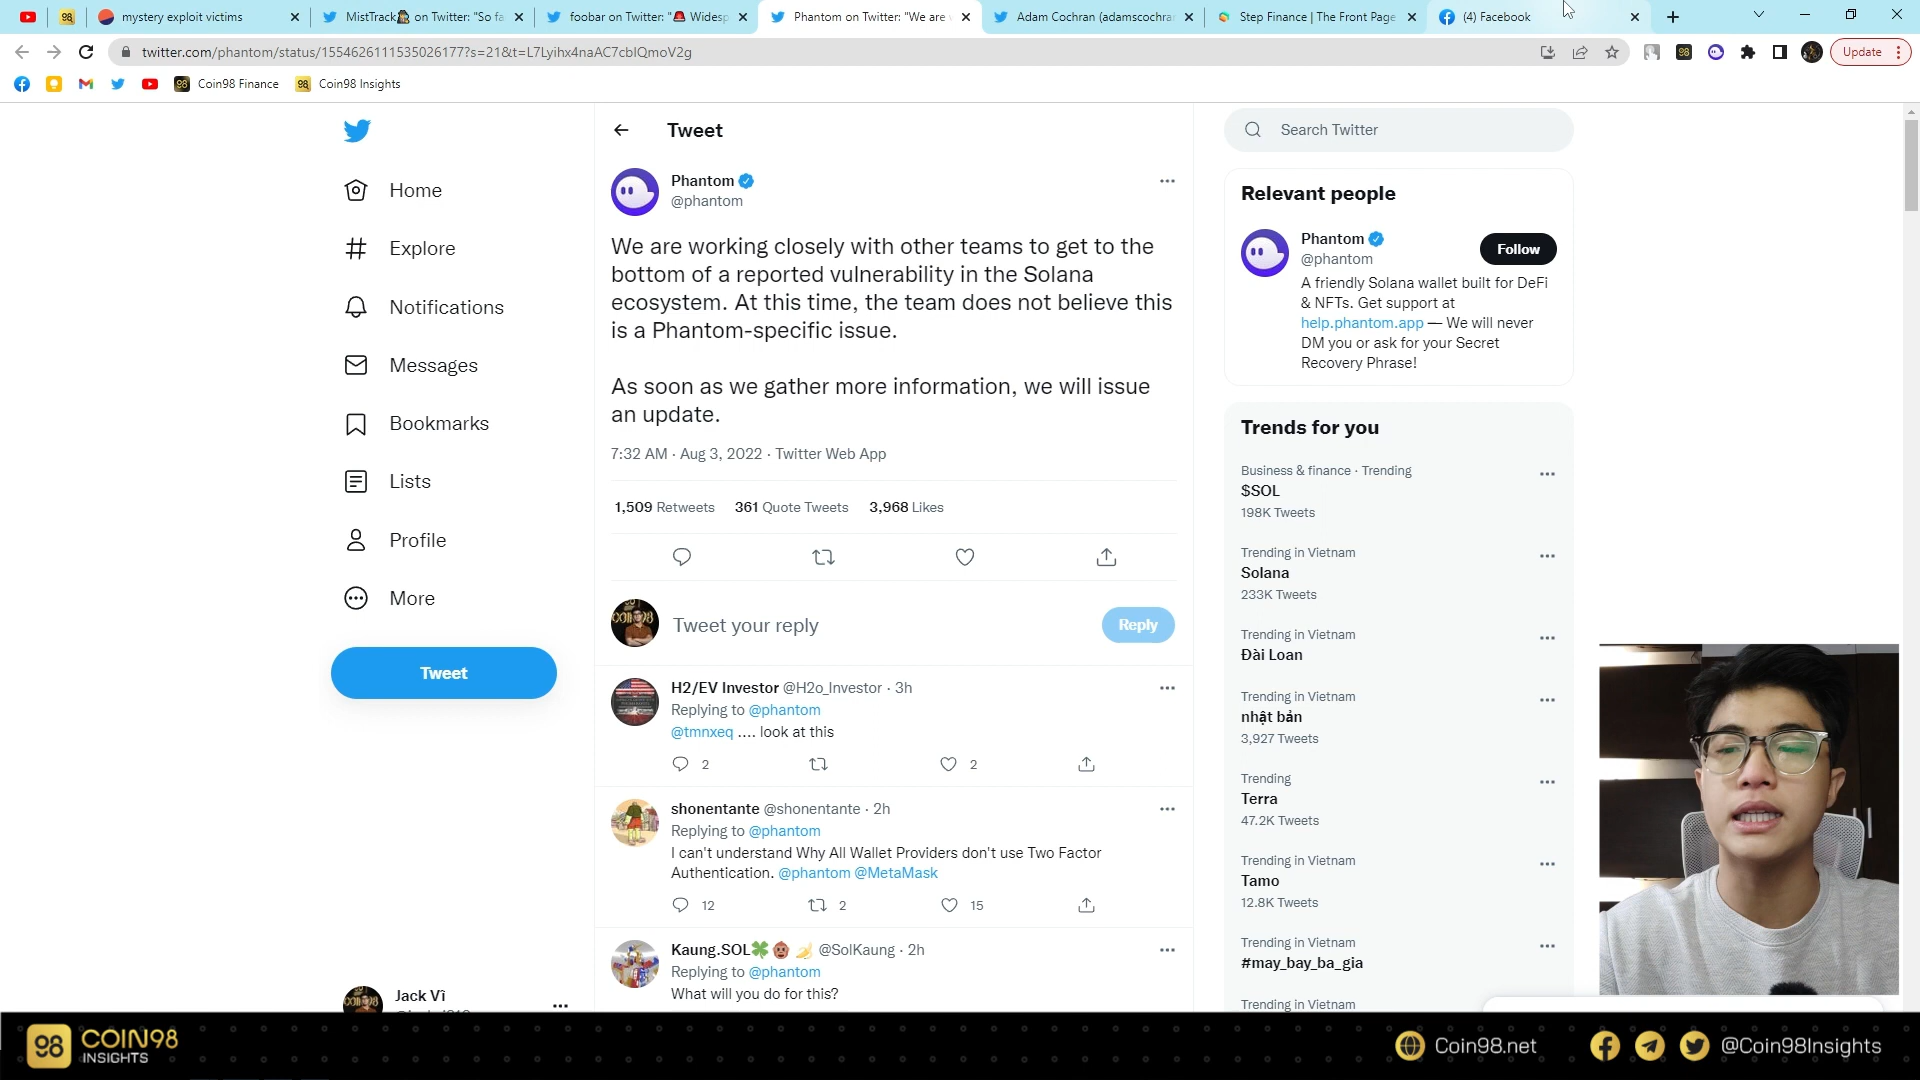 mystery exploit victims
MistTrack on Twitter: "So fa
foobar on Twitter: "🚨 Widesp
Phantom on Twitter: "We are
Adam Cochran (adamscochra
Step Finance | The Front Page
(4) Facebook
twitter.com/phantom/status/1554626111535026177?s=21&t=L7Lyihx4naAC7cblQmoV2g
Update
Coin98 Finance
Coin98 Insights
Home
Explore
Notifications
Messages
Bookmarks
Lists
Profile
More
Tweet
Jack Vĩ
Tweet
Phantom
@phantom
We are working closely with other teams to get to the
bottom of a reported vulnerability in the Solana
ecosystem. At this time, the team does not believe this
is a Phantom-specific issue.
As soon as we gather more information, we will issue
an update.
7:32 AM · Aug 3, 2022 · Twitter Web App
1,509 Retweets 361 Quote Tweets 3,968 Likes
Tweet your reply
Reply
H2/EV Investor @H2o_Investor · 3h
Replying to @phantom
@tmnxeq .... look at this
2 2
shonentante @shonentante · 2h
Replying to @phantom
I can't understand Why All Wallet Providers don't use Two Factor
Authentication. @phantom @MetaMask
12 2 15
Kaung.SOL🍀🐵🍌 @SolKaung · 2h
Replying to @phantom
What will you do for this?
Search Twitter
Relevant people
Phantom
@phantom
Follow
A friendly Solana wallet built for DeFi
& NFTs. Get support at
help.phantom.app — We will never
DM you or ask for your Secret
Recovery Phrase!
Trends for you
Business & finance · Trending
$SOL
198K Tweets
Trending in Vietnam
Solana
233K Tweets
Trending in Vietnam
Đài Loan
Trending in Vietnam
nhật bản
3,927 Tweets
Trending
Terra
47.2K Tweets
Trending in Vietnam
Tamo
12.8K Tweets
Trending in Vietnam
#may_bay_ba_gia
Trending in Vietnam
98 COIN98
INSIGHTS
Coin98.net
@Coin98Insights